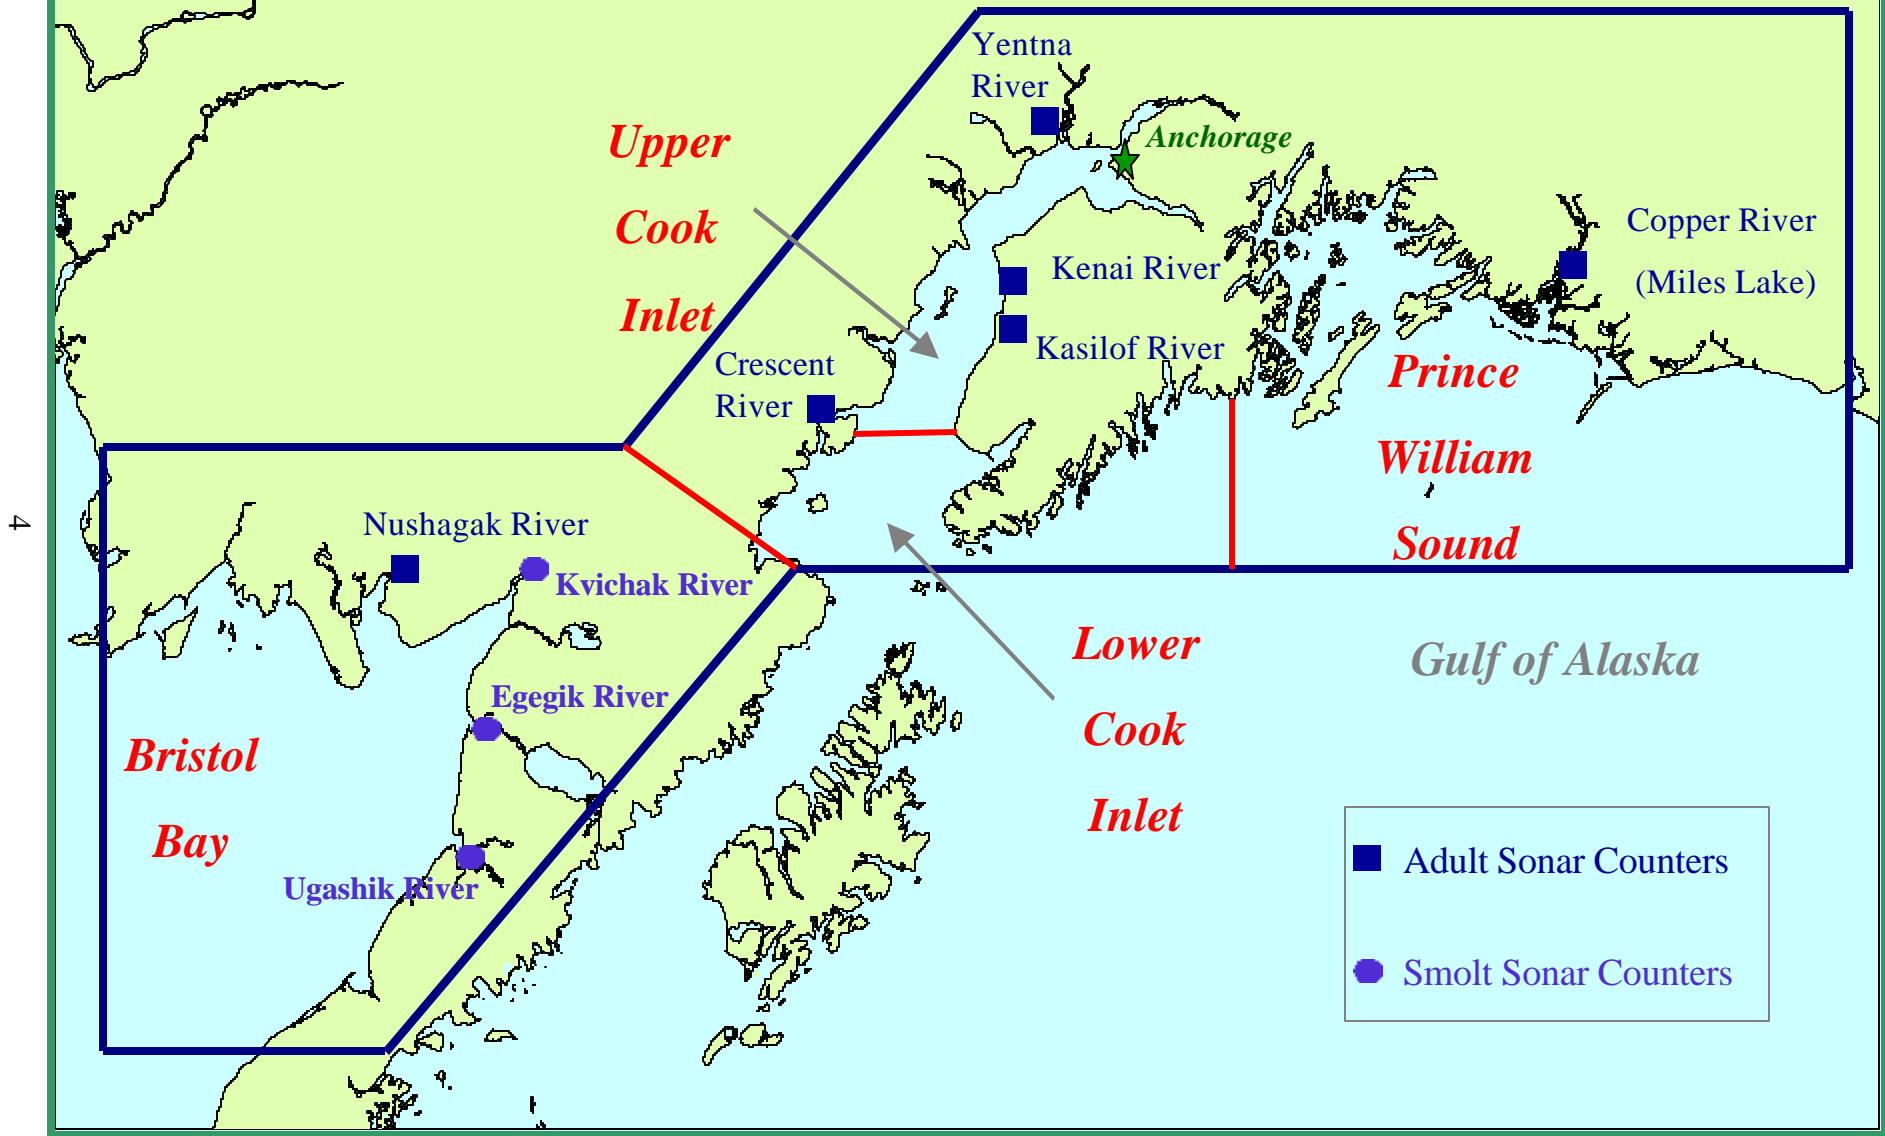 Yentna
River
Upper
Cook
Inlet
Anchorage
Copper River
(Miles Lake)
Kenai River
Kasilof River
Crescent
River
Prince
William
Sound
Nushagak River
Kvichak River
Egegik River
Ugashik River
Bristol
Bay
Lower
Cook
Inlet
Gulf of Alaska
Adult Sonar Counters
Smolt Sonar Counters
4